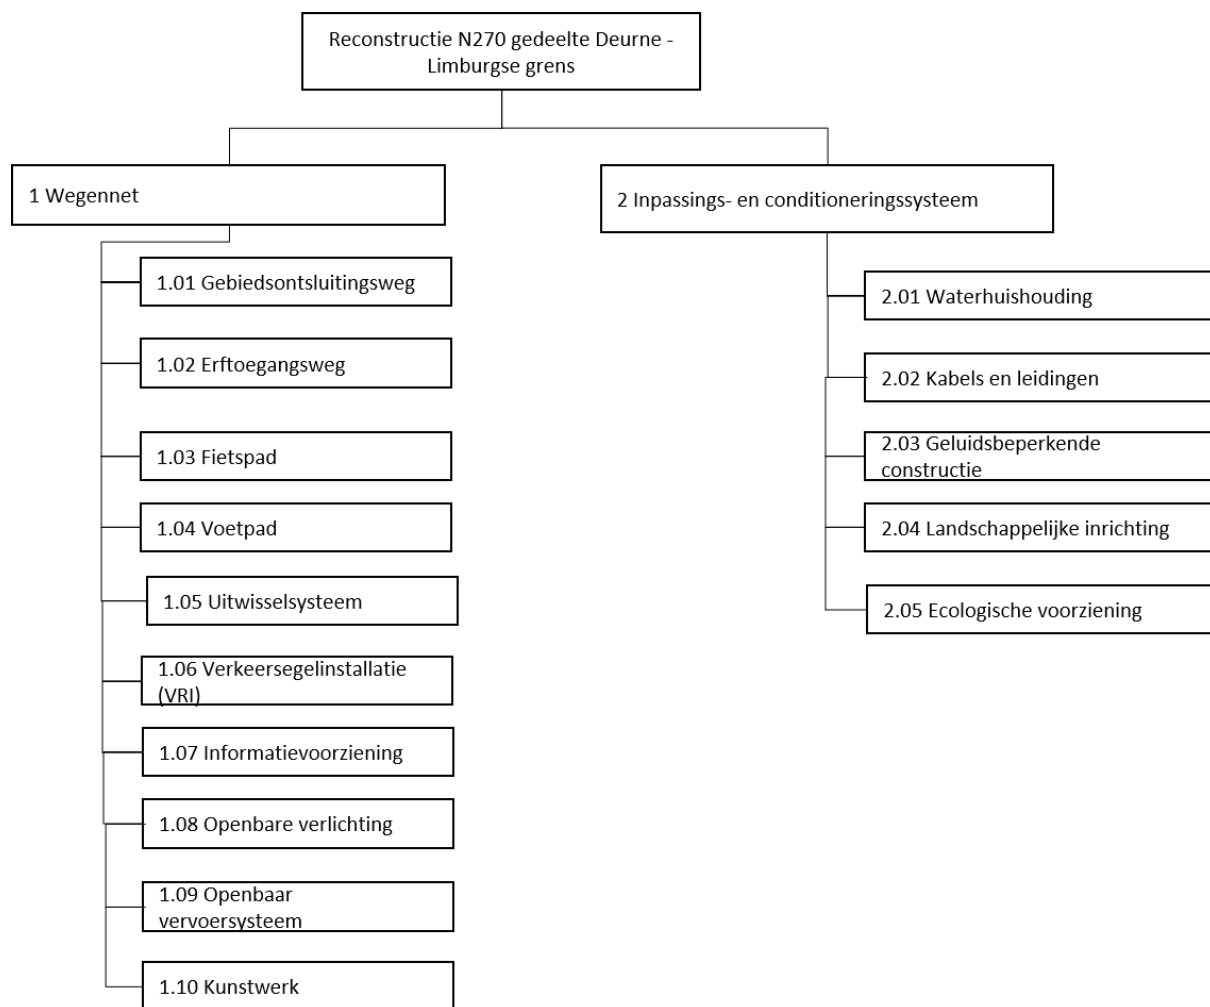 Reconstructie N270 gedeelte Deurne -
Limburgse grens
1 Wegennet
1.01 Gebiedsontsluitingsweg
1.02 Erftoegangsweg
1.03 Fietspad
1.04 Voetpad
1.05 Uitwisselsysteem
1.06 Verkeersegelinstallatie
(VRI)
1.07 Informatievoorziening
1.08 Openbare verlichting
1.09 Openbaar
vervoersysteem
1.10 Kunstwerk
2 Inpassings- en conditioneringssysteem
2.01 Waterhuishouding
2.02 Kabels en leidingen
2.03 Geluidsbeperkende
constructie
2.04 Landschappelijke inrichting
2.05 Ecologische voorziening